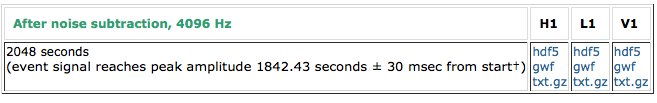 After noise subtraction, 4096 Hz H1 L1 V1
2048 seconds hdf5 hdf5 hdf5
(event signal reaches peak amplitude 1842.43 seconds ± 30 msec from start†) gwf gwf gwf
txt.gz txt.gz txt.gz